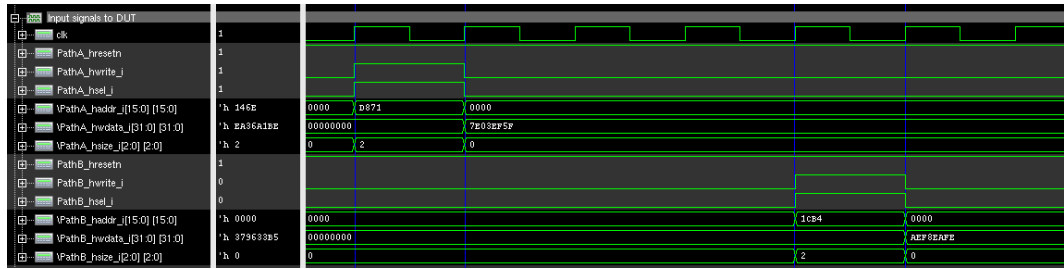 Input signals to DUT
clk 1
PathA_hresetn 1
PathA_hwrite_i 1
PathA_hsel_i 1
\PathA_haddr_i[15:0] [15:0] 'h 146E 0000 D871 0000
\PathA_hwdata_i[31:0] [31:0] 'h EA36A1BE 00000000 7E03EF5F
\PathA_hsize_i[2:0] [2:0] 'h 2 0 2 0
PathB_hresetn 1
PathB_hwrite_i 0
PathB_hsel_i 0
\PathB_haddr_i[15:0] [15:0] 'h 0000 0000 1CB4 0000
\PathB_hwdata_i[31:0] [31:0] 'h 379633B5 00000000 AEF8EAFE
\PathB_hsize_i[2:0] [2:0] 'h 0 0 2 0